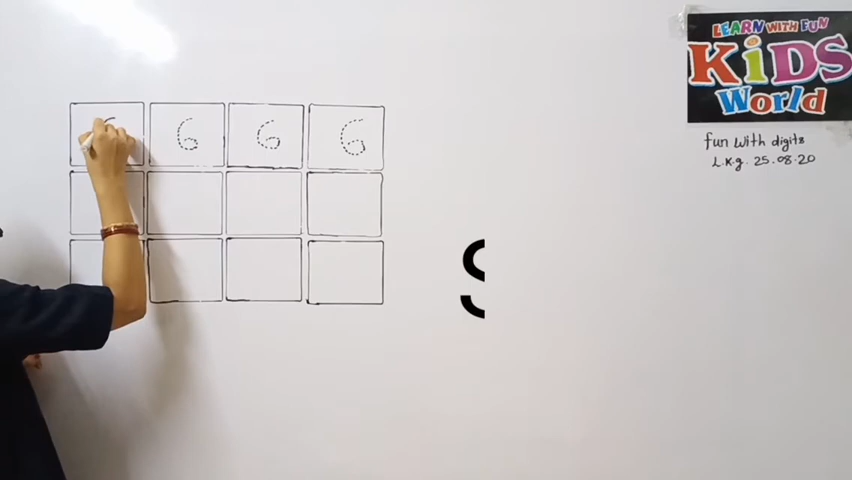 LEARN WITH FUN
KiDS
World
fun with digits
L.k.g. 25.08.20
6 6 6